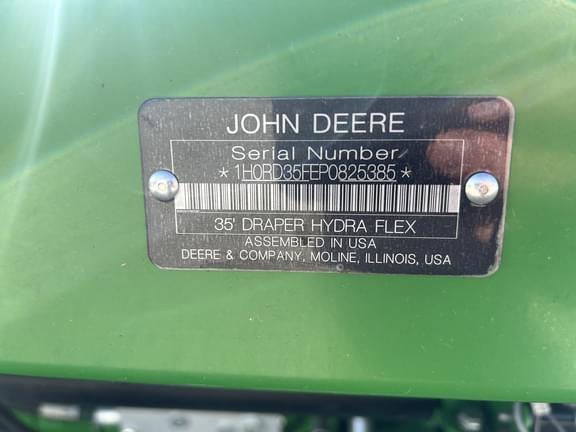 JOHN DEERE
Serial Number
*1H0RD35FEP0825385*
35' DRAPER HYDRA FLEX
ASSEMBLED IN USA
DEERE & COMPANY, MOLINE, ILLINOIS, USA